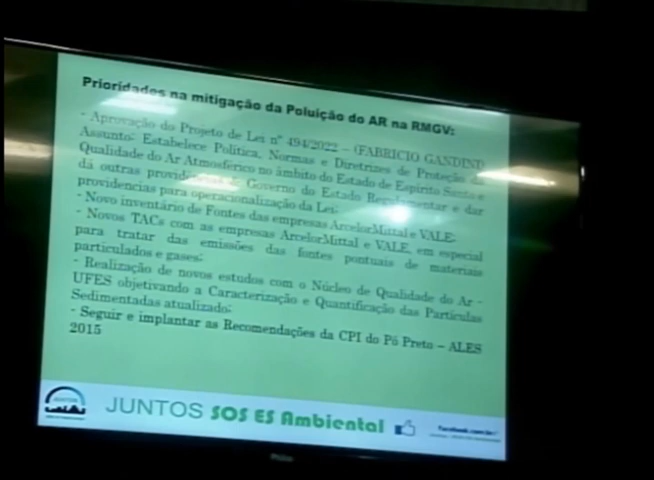 Prioridades na mitigação da Poluição do AR na RMGV:
- Aprovação do Projeto de Lei nº 494/2022 – (FABRICIO GANDINI)
Assunto: Estabelece Política, Normas e Diretrizes de Proteção da
Qualidade do Ar Atmosférico no âmbito do Estado do Espírito Santo e
dá outras providências e Governo do Estado Regulamentar e dar
providencias para operacionalização da Lei;
- Novo inventário de Fontes das empresas ArcelorMittal e VALE;
- Novos TACs com as empresas ArcelorMittal e VALE, em especial
para tratar das emissões das fontes pontuais de materiais
particulados e gases;
- Realização de novos estudos com o Núcleo de Qualidade do Ar -
UFES objetivando a Caracterização e Quantificação das Partículas
Sedimentadas atualizado;
- Seguir e implantar as Recomendações da CPI do Pó Preto – ALES
2015
JUNTOS
JUNTOS SOS ES Ambiental